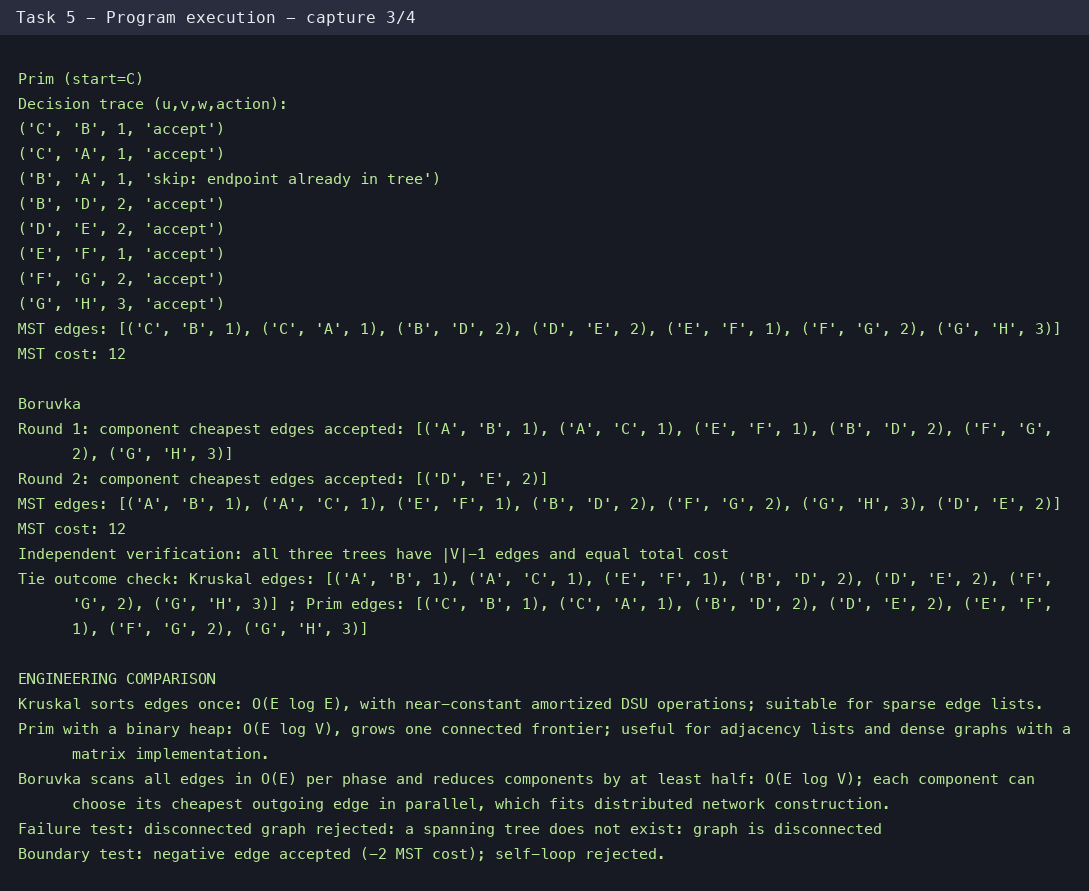 Task 5 — Program execution — capture 3/4
Prim (start=C)
Decision trace (u,v,w,action):
('C', 'B', 1, 'accept')
('C', 'A', 1, 'accept')
('B', 'A', 1, 'skip: endpoint already in tree')
('B', 'D', 2, 'accept')
('D', 'E', 2, 'accept')
('E', 'F', 1, 'accept')
('F', 'G', 2, 'accept')
('G', 'H', 3, 'accept')
MST edges: [('C', 'B', 1), ('C', 'A', 1), ('B', 'D', 2), ('D', 'E', 2), ('E', 'F', 1), ('F', 'G', 2), ('G', 'H', 3)]
MST cost: 12
Boruvka
Round 1: component cheapest edges accepted: [('A', 'B', 1), ('A', 'C', 1), ('E', 'F', 1), ('B', 'D', 2), ('F', 'G',
2), ('G', 'H', 3)]
Round 2: component cheapest edges accepted: [('D', 'E', 2)]
MST edges: [('A', 'B', 1), ('A', 'C', 1), ('E', 'F', 1), ('B', 'D', 2), ('F', 'G', 2), ('G', 'H', 3), ('D', 'E', 2)]
MST cost: 12
Independent verification: all three trees have |V|−1 edges and equal total cost
Tie outcome check: Kruskal edges: [('A', 'B', 1), ('A', 'C', 1), ('E', 'F', 1), ('B', 'D', 2), ('D', 'E', 2), ('F',
'G', 2), ('G', 'H', 3)] ; Prim edges: [('C', 'B', 1), ('C', 'A', 1), ('B', 'D', 2), ('D', 'E', 2), ('E', 'F',
1), ('F', 'G', 2), ('G', 'H', 3)]
ENGINEERING COMPARISON
Kruskal sorts edges once: O(E log E), with near−constant amortized DSU operations; suitable for sparse edge lists.
Prim with a binary heap: O(E log V), grows one connected frontier; useful for adjacency lists and dense graphs with a
matrix implementation.
Boruvka scans all edges in O(E) per phase and reduces components by at least half: O(E log V); each component can
choose its cheapest outgoing edge in parallel, which fits distributed network construction.
Failure test: disconnected graph rejected: a spanning tree does not exist: graph is disconnected
Boundary test: negative edge accepted (−2 MST cost); self−loop rejected.